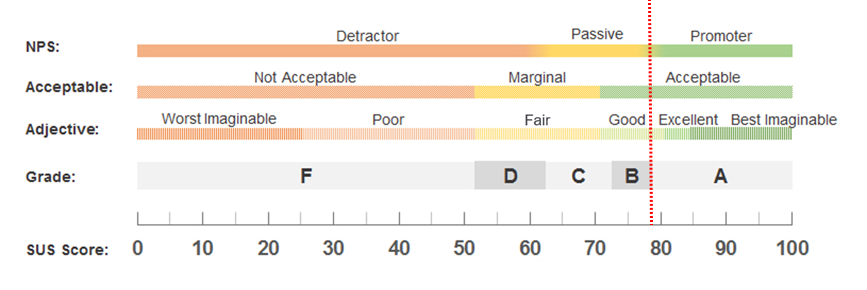 NPS: Detractor Passive Promoter
Acceptable: Not Acceptable Marginal Acceptable
Adjective: Worst Imaginable Poor Fair Good Excellent Best Imaginable
Grade: F D C B A
SUS Score: 0 10 20 30 40 50 60 70 80 90 100